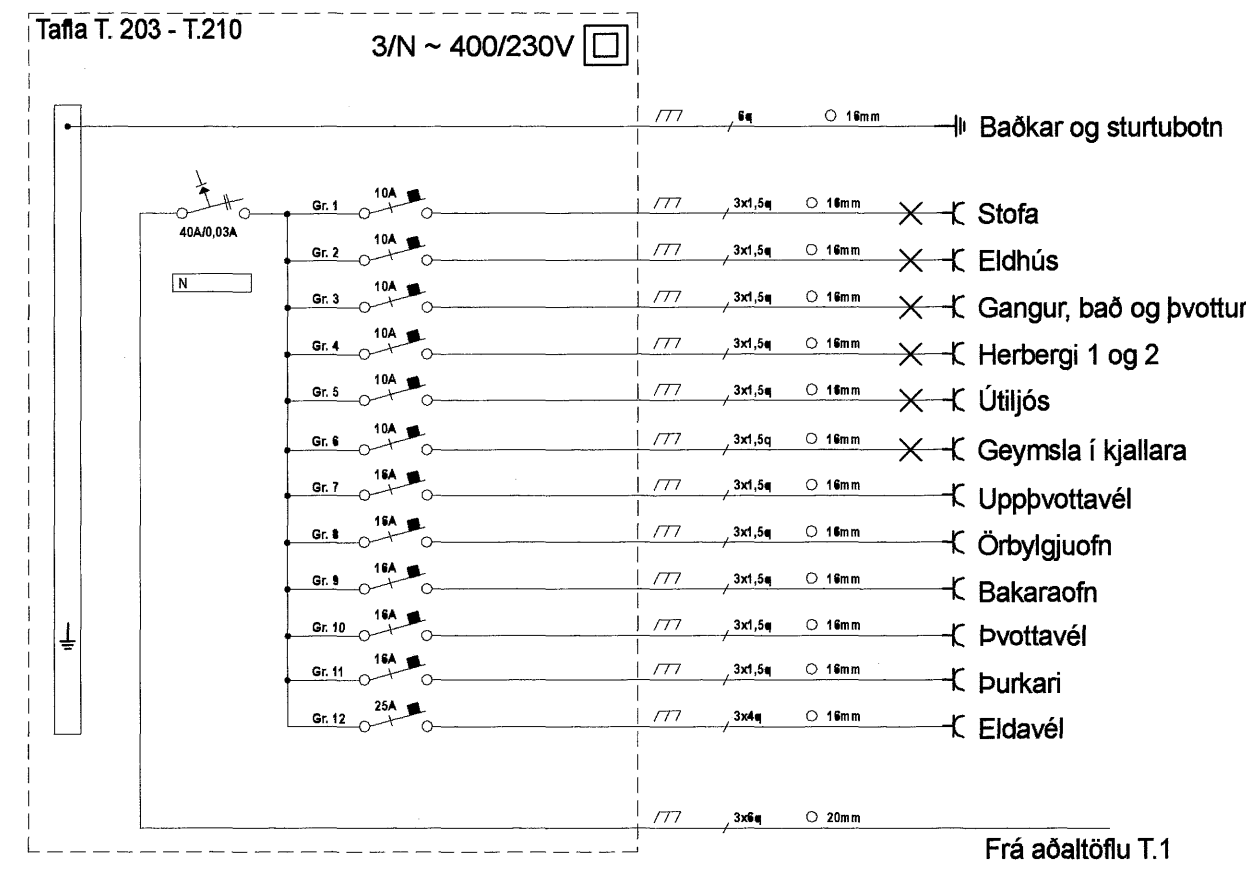 Tafla T. 203 - T.210
3/N ~ 400/230V
6q 16mm Baðkar og sturtubotn
40A/0,03A
N
Gr. 1 10A 3x1,5q 16mm Stofa
Gr. 2 10A 3x1,5q 16mm Eldhús
Gr. 3 10A 3x1,5q 16mm Gangur, bað og þvottur
Gr. 4 10A 3x1,5q 16mm Herbergi 1 og 2
Gr. 5 10A 3x1,5q 16mm Útiljós
Gr. 6 10A 3x1,5q 16mm Geymsla í kjallara
Gr. 7 16A 3x1,5q 16mm Uppþvottavél
Gr. 8 16A 3x1,5q 16mm Örbylgjuofn
Gr. 9 16A 3x1,5q 16mm Bakaraofn
Gr. 10 16A 3x1,5q 16mm Þvottavél
Gr. 11 16A 3x1,5q 16mm Þurkari
Gr. 12 25A 3x4q 16mm Eldavél
3x6q 20mm
Frá aðaltöflu T.1